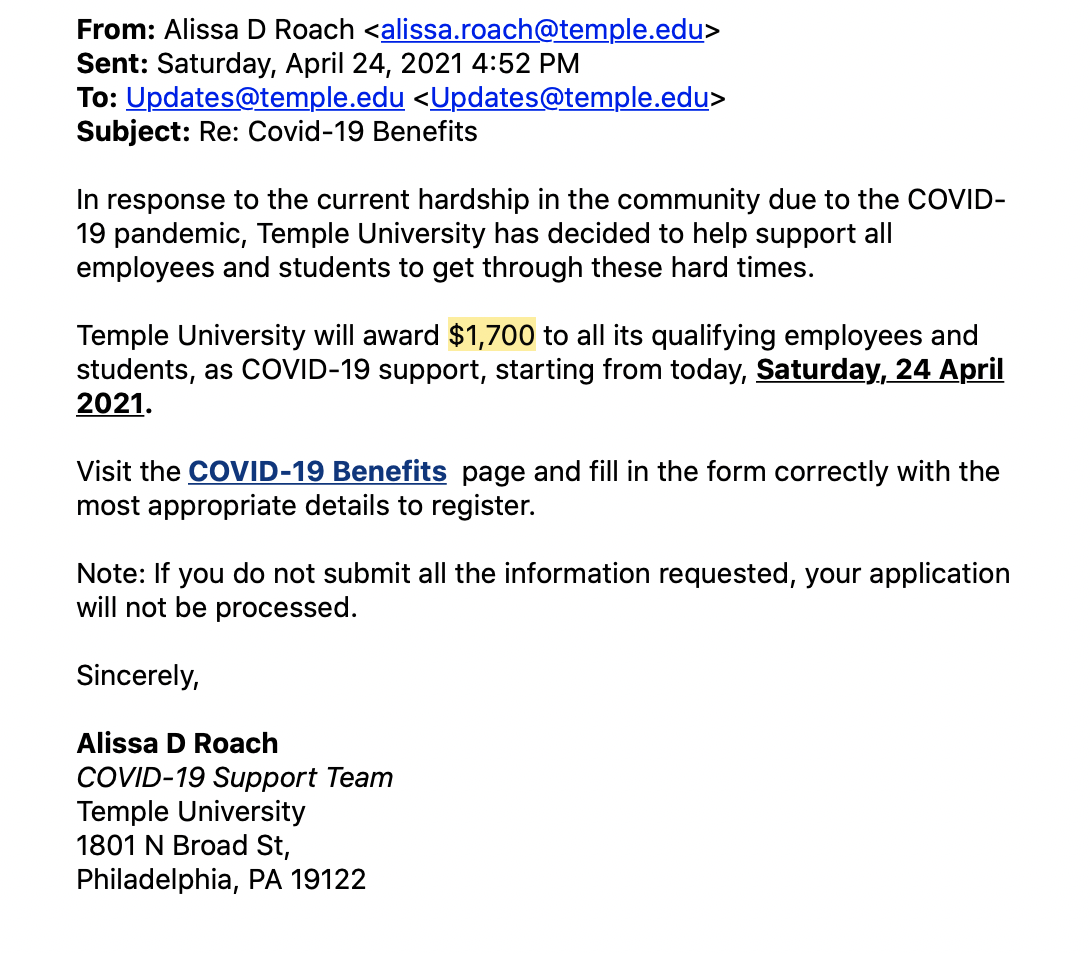 From: Alissa D Roach <alissa.roach@temple.edu>
Sent: Saturday, April 24, 2021 4:52 PM
To: Updates@temple.edu <Updates@temple.edu>
Subject: Re: Covid-19 Benefits
In response to the current hardship in the community due to the COVID-
19 pandemic, Temple University has decided to help support all
employees and students to get through these hard times.
Temple University will award $1,700 to all its qualifying employees and
students, as COVID-19 support, starting from today, Saturday, 24 April
2021.
Visit the COVID-19 Benefits page and fill in the form correctly with the
most appropriate details to register.
Note: If you do not submit all the information requested, your application
will not be processed.
Sincerely,
Alissa D Roach
COVID-19 Support Team
Temple University
1801 N Broad St,
Philadelphia, PA 19122